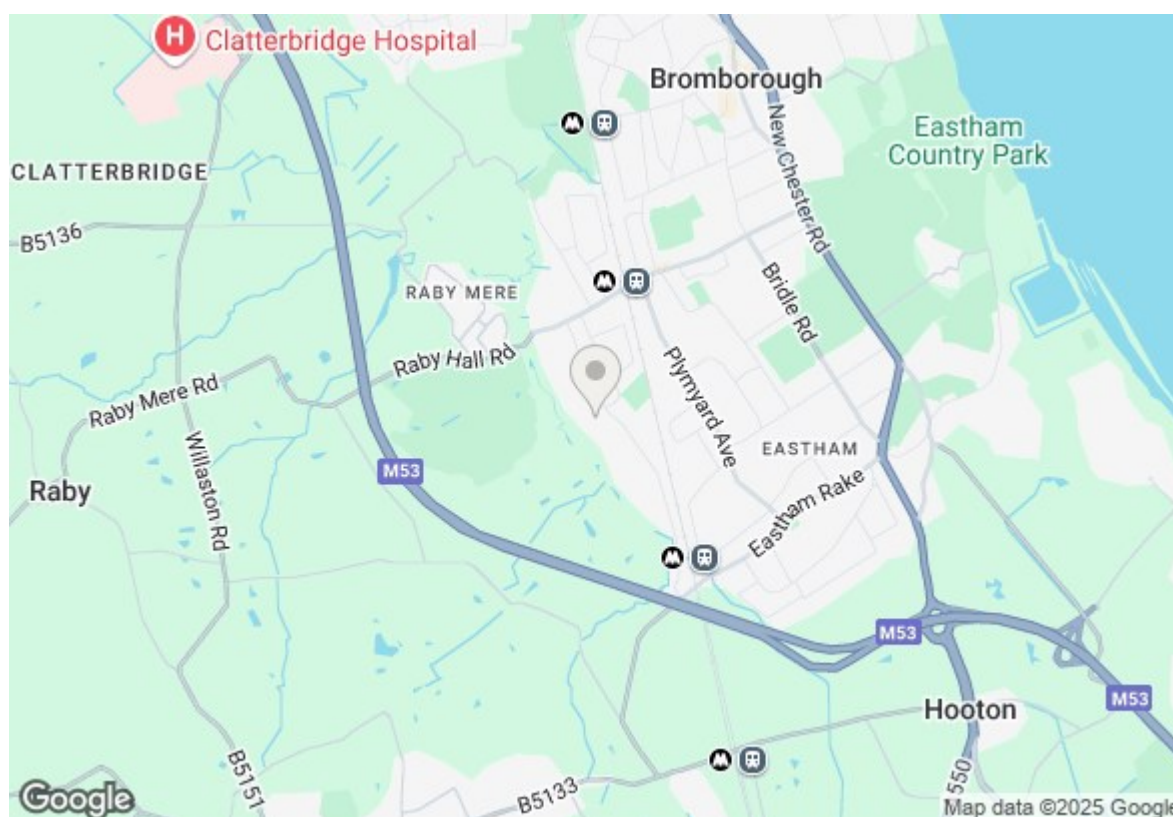 H
Clatterbridge Hospital
Bromborough
New Chester Rd
Eastham
Country Park
CLATTERBRIDGE
B5136
RABY MERE
Bridle Rd
Raby Hall Rd
Plymyard Ave
Raby Mere Rd
Willaston Rd
EASTHAM
M53
Raby
Eastham Rake
M53
M53
Hooton
B5151
B5133
550
Google
Map data ©2025 Google